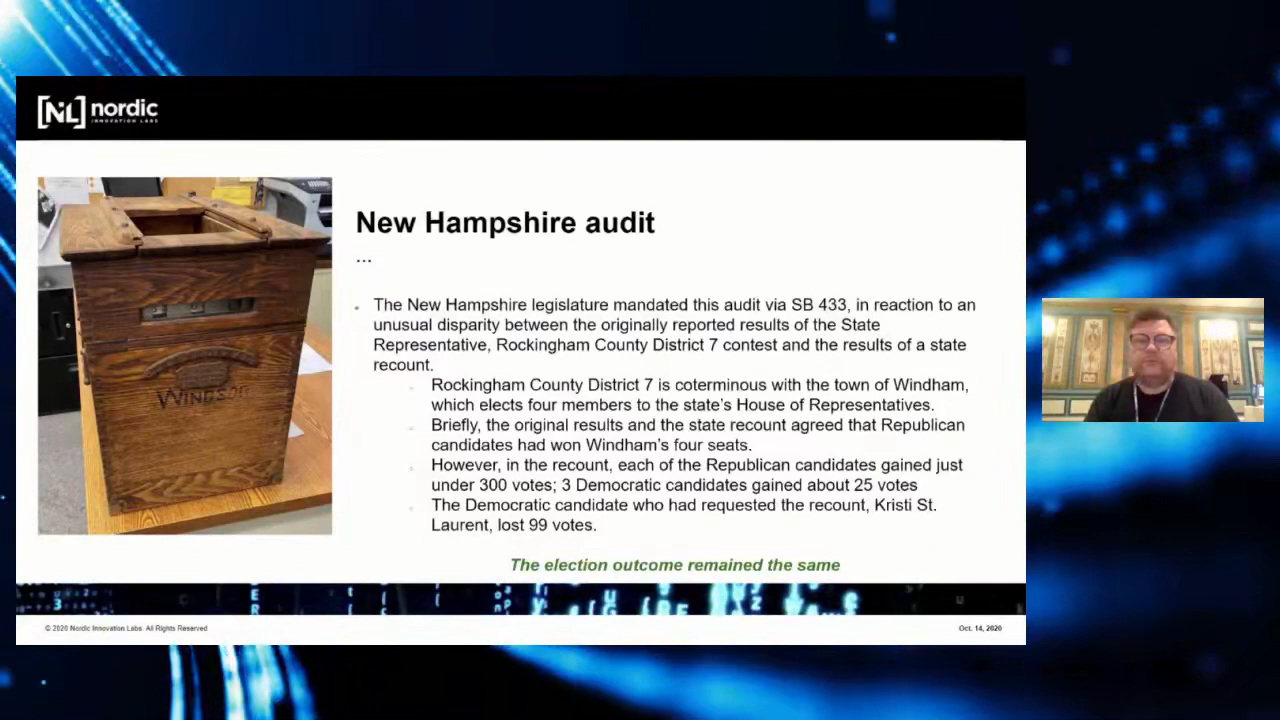 [NiL] nordic
INNOVATION LABS
New Hampshire audit
...
The New Hampshire legislature mandated this audit via SB 433, in reaction to an
unusual disparity between the originally reported results of the State
Representative, Rockingham County District 7 contest and the results of a state
recount.
Rockingham County District 7 is coterminous with the town of Windham,
which elects four members to the state's House of Representatives.
Briefly, the original results and the state recount agreed that Republican
candidates had won Windham's four seats.
However, in the recount, each of the Republican candidates gained just
under 300 votes; 3 Democratic candidates gained about 25 votes
The Democratic candidate who had requested the recount, Kristi St.
Laurent, lost 99 votes.
The election outcome remained the same
WINDSOR
© 2020 Nordic Innovation Labs. All Rights Reserved
Oct. 14, 2020